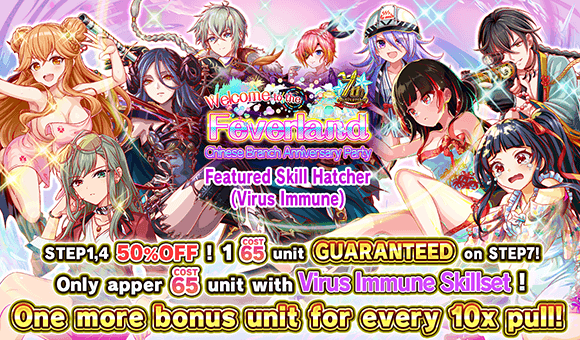 Welcome to the
7th
Feverland
Chinese Branch Anniversary Party
Featured Skill Hatcher
(Virus Immune)
STEP1,4 50%OFF ! 1 COST 65 unit GUARANTEED on STEP7!
Only apper COST 65 unit with Virus Immune Skillset !
One more bonus unit for every 10x pull!